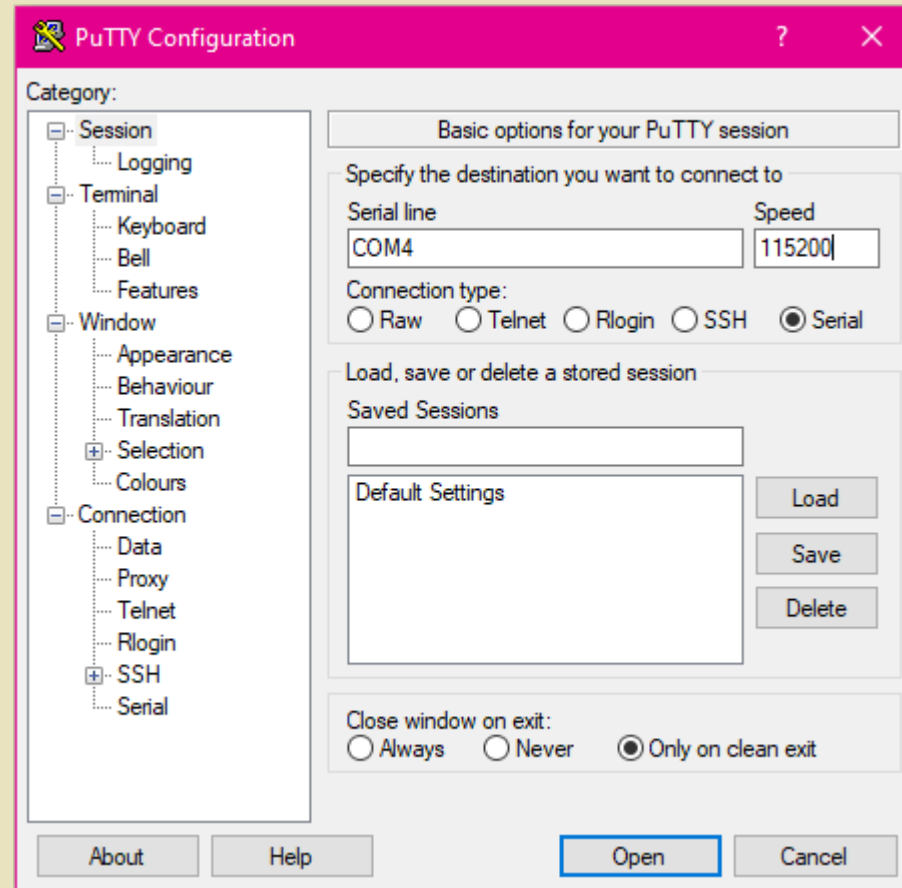 PuTTY Configuration
?
Category:
Session
Logging
Terminal
Keyboard
Bell
Features
Window
Appearance
Behaviour
Translation
Selection
Colours
Connection
Data
Proxy
Telnet
Rlogin
SSH
Serial
Basic options for your PuTTY session
Specify the destination you want to connect to
Serial line Speed
COM4 115200
Connection type:
Raw Telnet Rlogin SSH Serial
Load, save or delete a stored session
Saved Sessions
Default Settings
Load
Save
Delete
Close window on exit:
Always Never Only on clean exit
About Help Open Cancel